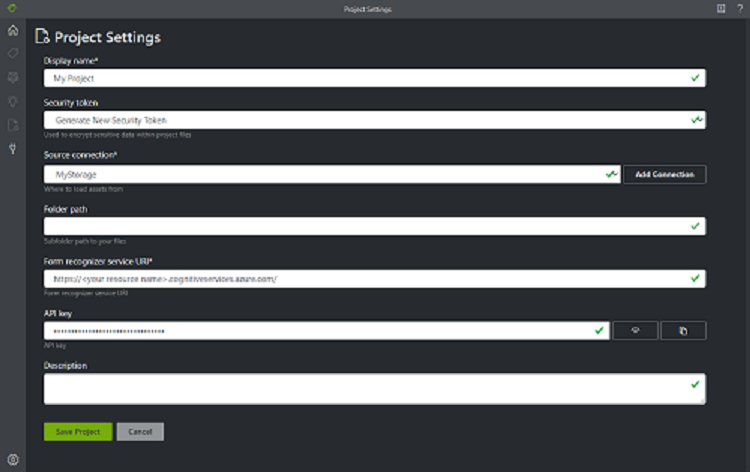 Project Settings
Project Settings
Display name*
My Project
Security token
Generate New Security Token
Used to encrypt sensitive data within project files
Source connection*
MyStorage
Add Connection
Where to load assets from
Folder path
Subfolder path to your files
Form recognizer service URI*
https://<your resource name>.cognitiveservices.azure.com/
Form recognizer service URI
API key
API key
Description
Save Project
Cancel